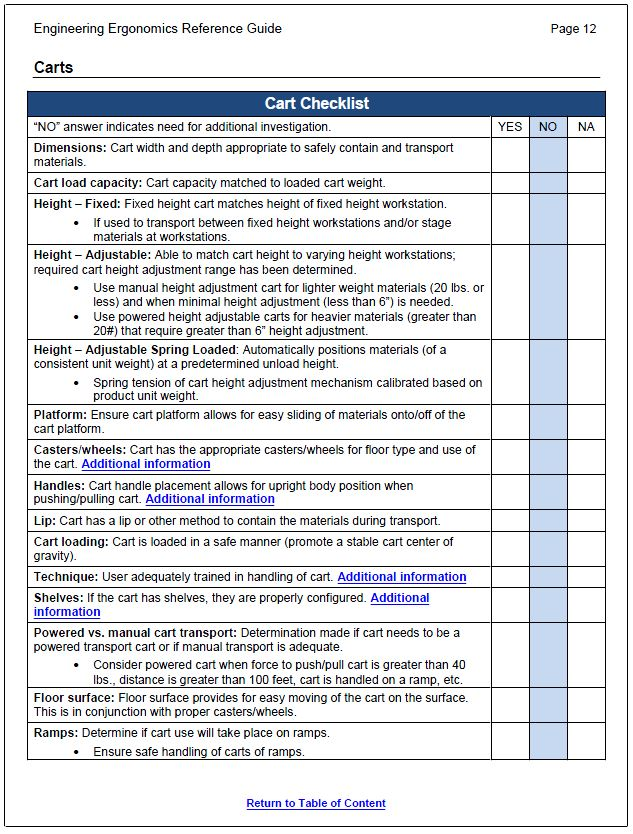 Engineering Ergonomics Reference Guide Page 12
Carts
Cart Checklist
“NO” answer indicates need for additional investigation. YES NO NA
Dimensions: Cart width and depth appropriate to safely contain and transport
materials.
Cart load capacity: Cart capacity matched to loaded cart weight.
Height – Fixed: Fixed height cart matches height of fixed height workstation.
• If used to transport between fixed height workstations and/or stage
materials at workstations.
Height – Adjustable: Able to match cart height to varying height workstations;
required cart height adjustment range has been determined.
• Use manual height adjustment cart for lighter weight materials (20 lbs. or
less) and when minimal height adjustment (less than 6”) is needed.
• Use powered height adjustable carts for heavier materials (greater than
20#) that require greater than 6” height adjustment.
Height – Adjustable Spring Loaded: Automatically positions materials (of a
consistent unit weight) at a predetermined unload height.
• Spring tension of cart height adjustment mechanism calibrated based on
product unit weight.
Platform: Ensure cart platform allows for easy sliding of materials onto/off of the
cart platform.
Casters/wheels: Cart has the appropriate casters/wheels for floor type and use of
the cart. Additional information
Handles: Cart handle placement allows for upright body position when
pushing/pulling cart. Additional information
Lip: Cart has a lip or other method to contain the materials during transport.
Cart loading: Cart is loaded in a safe manner (promote a stable cart center of
gravity).
Technique: User adequately trained in handling of cart. Additional information
Shelves: If the cart has shelves, they are properly configured. Additional
information
Powered vs. manual cart transport: Determination made if cart needs to be a
powered transport cart or if manual transport is adequate.
• Consider powered cart when force to push/pull cart is greater than 40
lbs., distance is greater than 100 feet, cart is handled on a ramp, etc.
Floor surface: Floor surface provides for easy moving of the cart on the surface.
This is in conjunction with proper casters/wheels.
Ramps: Determine if cart use will take place on ramps.
• Ensure safe handling of carts of ramps.
Return to Table of Content